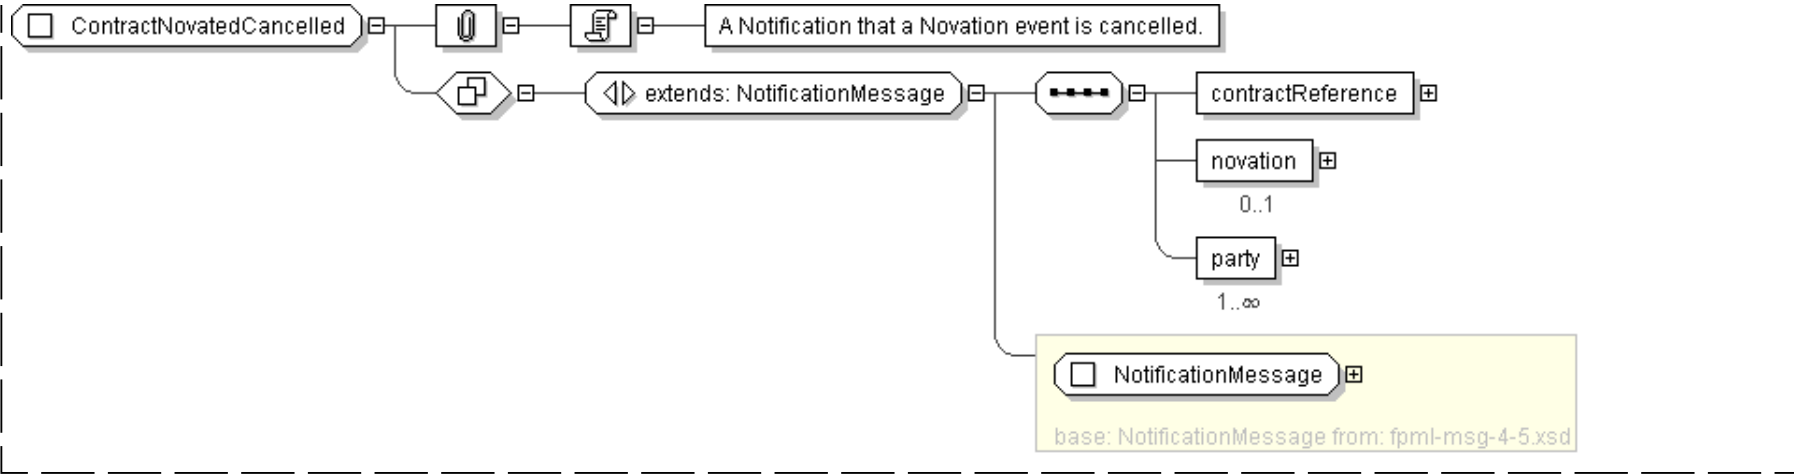 ContractNovatedCancelled
A Notification that a Novation event is cancelled.
extends: NotificationMessage
contractReference
novation
0..1
party
1..∞
NotificationMessage
base: NotificationMessage from: fpml-msg-4-5.xsd